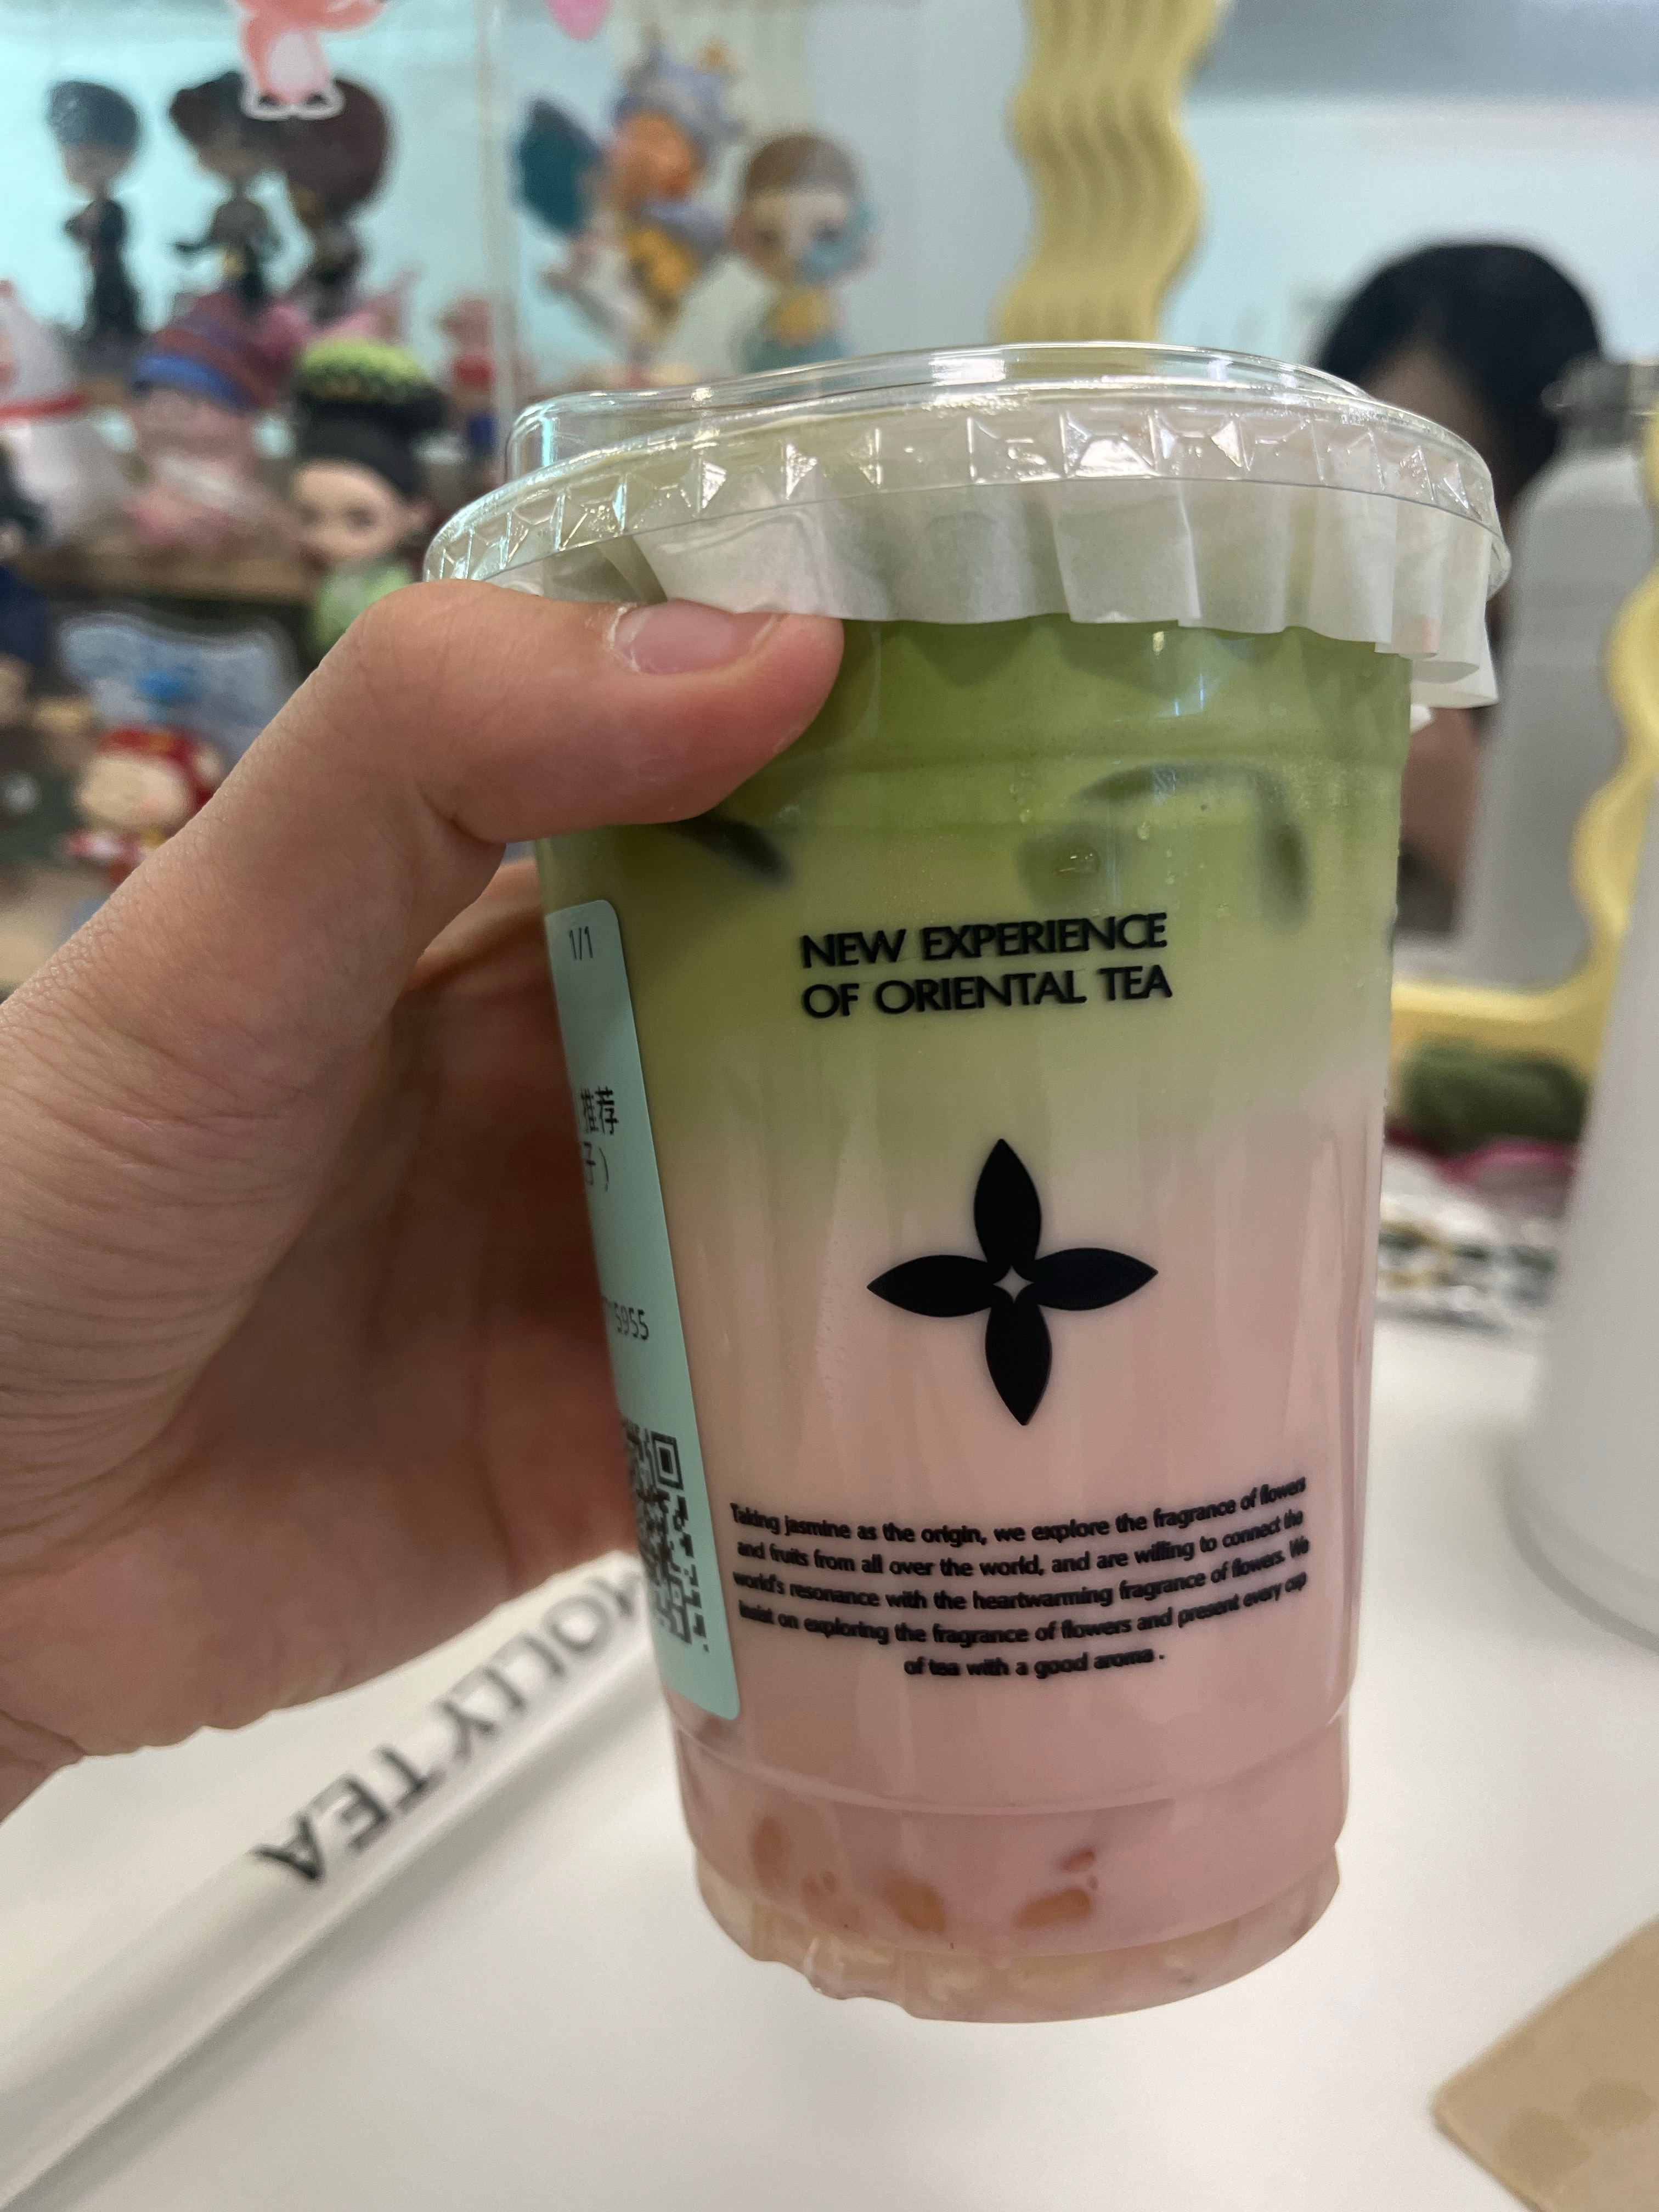 1/1
推荐
子)
5955
NEW EXPERIENCE
OF ORIENTAL TEA
Taking jasmine as the origin, we explore the fragrance of flowers
and fruits from all over the world, and are willing to connect the
world's resonance with the heartwarming fragrance of flowers. We
insist on exploring the fragrance of flowers and present every cup
of tea with a good aroma.
MOLLY TEA